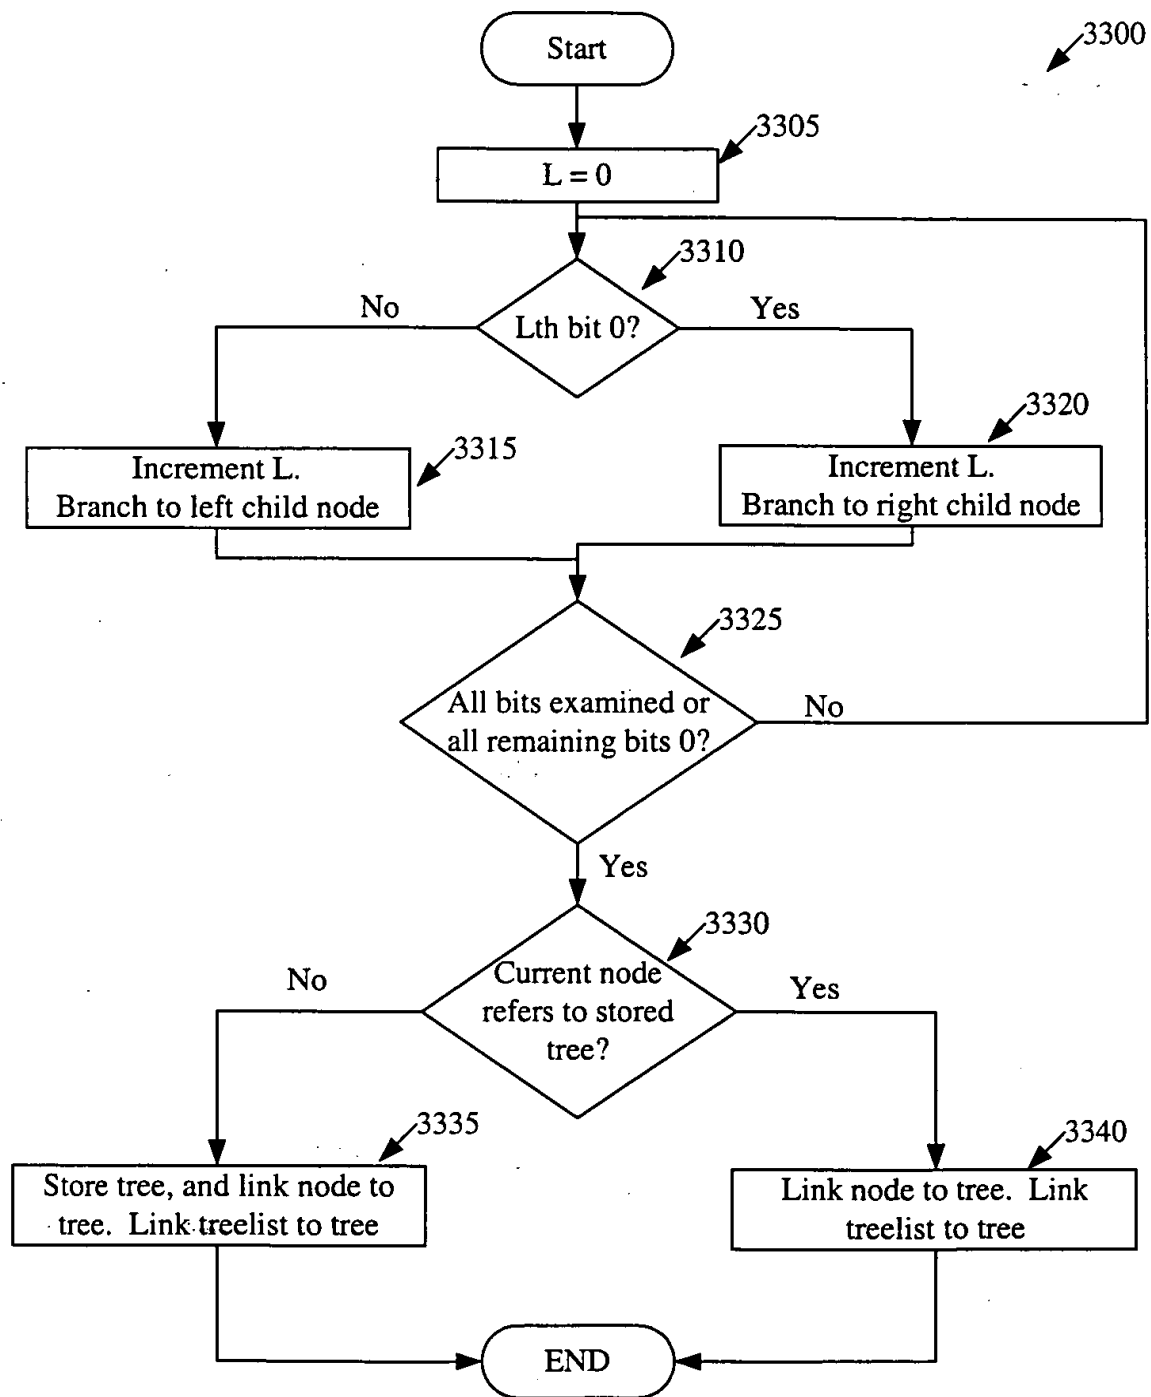 Start
3300
3305
L = 0
3310
No
Yes
Lth bit 0?
3315
3320
Increment L.
Branch to left child node
Increment L.
Branch to right child node
3325
All bits examined or
all remaining bits 0?
No
Yes
3330
No
Yes
Current node
refers to stored
tree?
3335
3340
Store tree, and link node to
tree. Link treelist to tree
Link node to tree. Link
treelist to tree
END